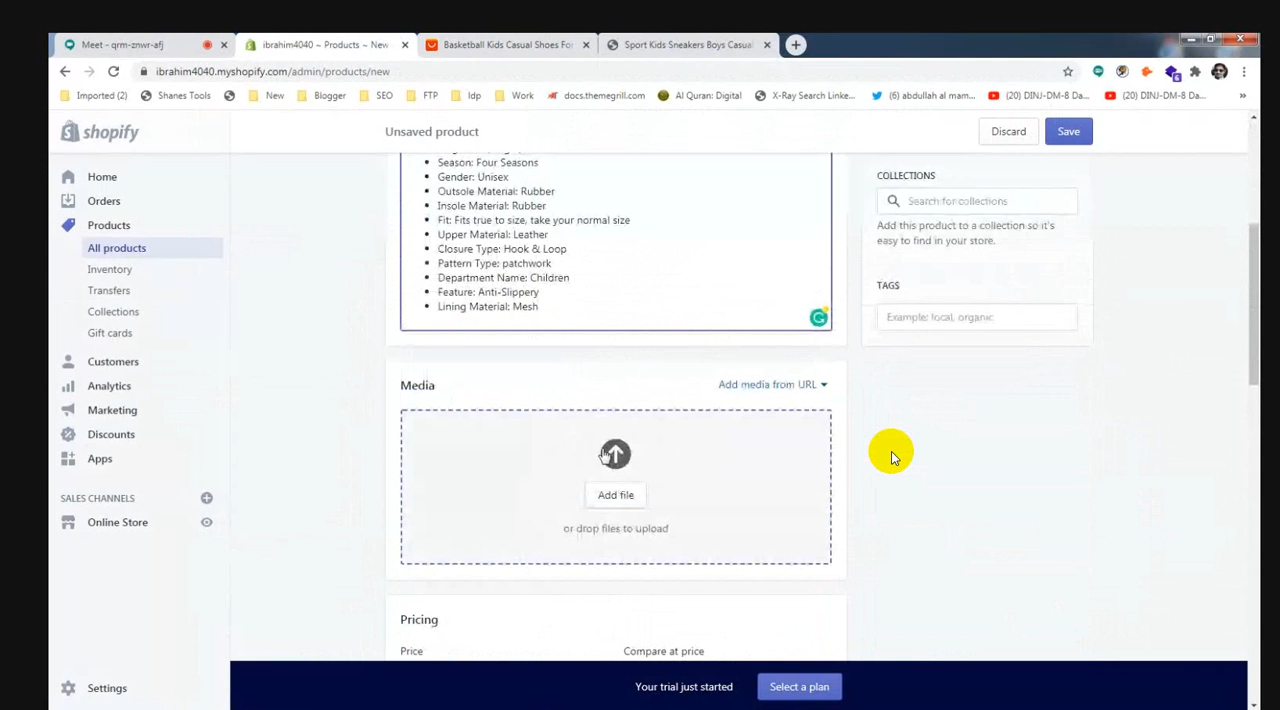 Meet - qrm-znwr-afj
ibrahim4040 ~ Products ~ New
Basketball Kids Casual Shoes For
Sport Kids Sneakers Boys Casual
ibrahim4040.myshopify.com/admin/products/new
Imported (2)
Shanes Tools
New
Blogger
SEO
FTP
Idp
Work
docs.themegrill.com
Al Quran: Digital
X-Ray Search Linke...
(6) abdullah al mam...
(20) DINJ-DM-8 Da...
(20) DINJ-DM-8 Da...
shopify
Unsaved product
Discard
Save
Home
Orders
Products
All products
Inventory
Transfers
Collections
Gift cards
Customers
Analytics
Marketing
Discounts
Apps
SALES CHANNELS
Online Store
Settings
Season: Four Seasons
Gender: Unisex
Outsole Material: Rubber
Insole Material: Rubber
Fit: Fits true to size, take your normal size
Upper Material: Leather
Closure Type: Hook & Loop
Pattern Type: patchwork
Department Name: Children
Feature: Anti-Slippery
Lining Material: Mesh
Media
Add media from URL
Add file
or drop files to upload
Pricing
Price
Compare at price
COLLECTIONS
Search for collections
Add this product to a collection so it's
easy to find in your store.
TAGS
Example: local, organic
Your trial just started
Select a plan